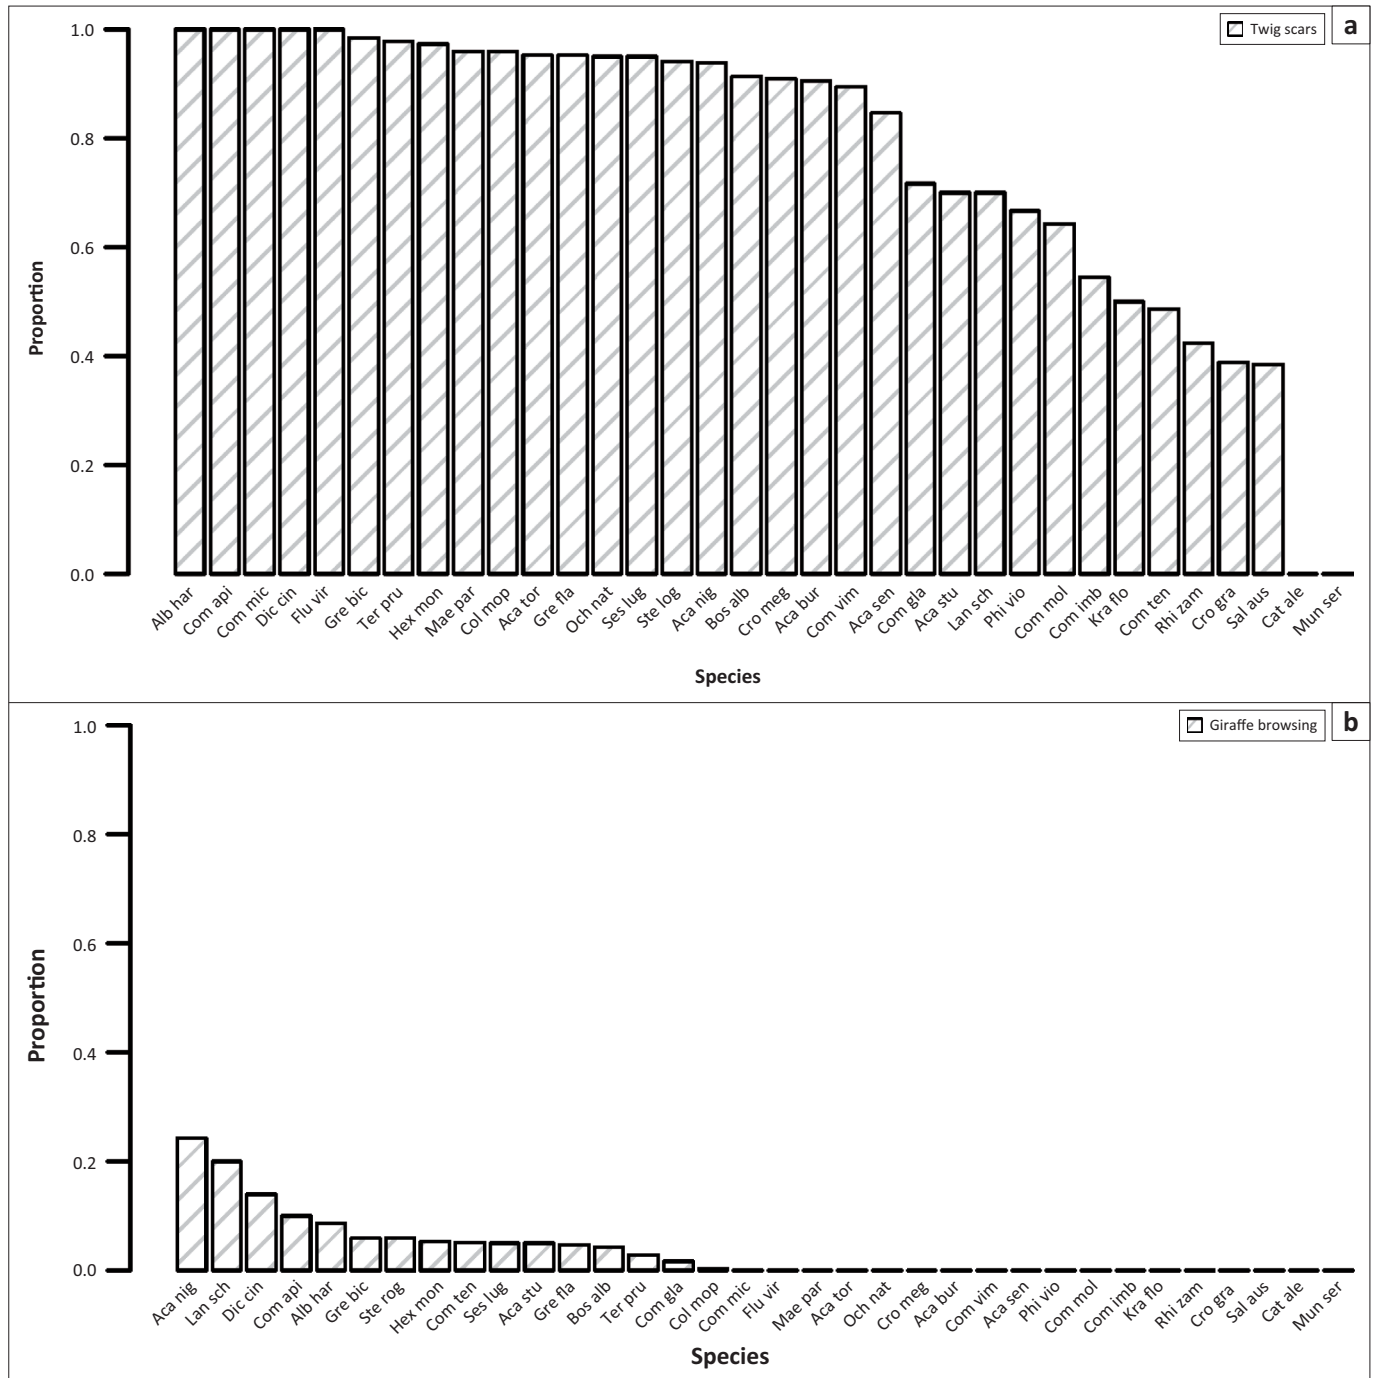 a
Twig scars
1.0
0.8
0.6
0.4
0.2
0.0
Proportion
Alb har
Com api
Com mic
Dic cin
Flu vir
Gre bic
Ter pru
Hex mon
Mae par
Col mop
Aca tor
Gre fla
Och nat
Ses lug
Ste log
Aca nig
Bos alb
Cro meg
Aca bur
Com vim
Aca sen
Com gla
Aca stu
Lan sch
Phi vio
Com mol
Com imb
Kra flo
Com ten
Rhi zam
Cro gra
Sal aus
Cat ale
Mun ser
Species
b
Giraffe browsing
1.0
0.8
0.6
0.4
0.2
0.0
Proportion
Aca nig
Lan sch
Dic cin
Com api
Alb har
Gre bic
Ste rog
Hex mon
Com ten
Ses lug
Aca stu
Gre fla
Bos alb
Ter pru
Com gla
Col mop
Com mic
Flu vir
Mae par
Aca tor
Och nat
Cro meg
Aca bur
Com vim
Aca sen
Phi vio
Com mol
Com imb
Kra flo
Rhi zam
Cro gra
Sal aus
Cat ale
Mun ser
Species